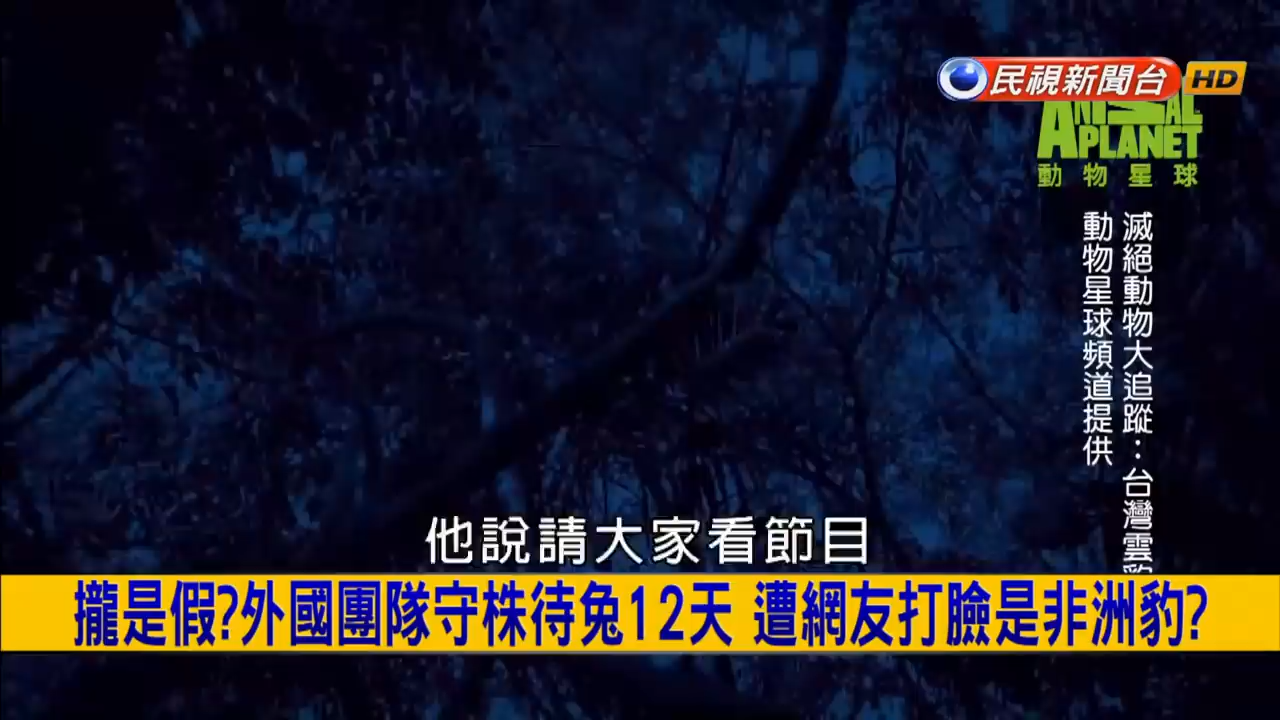 民視新聞台 HD
ANIMAL
PLANET
動物星球
滅絕動物大追蹤：台灣雲豹
動物星球頻道提供
他說請大家看節目
攏是假?外國團隊守株待兔12天 遭網友打臉是非洲豹?